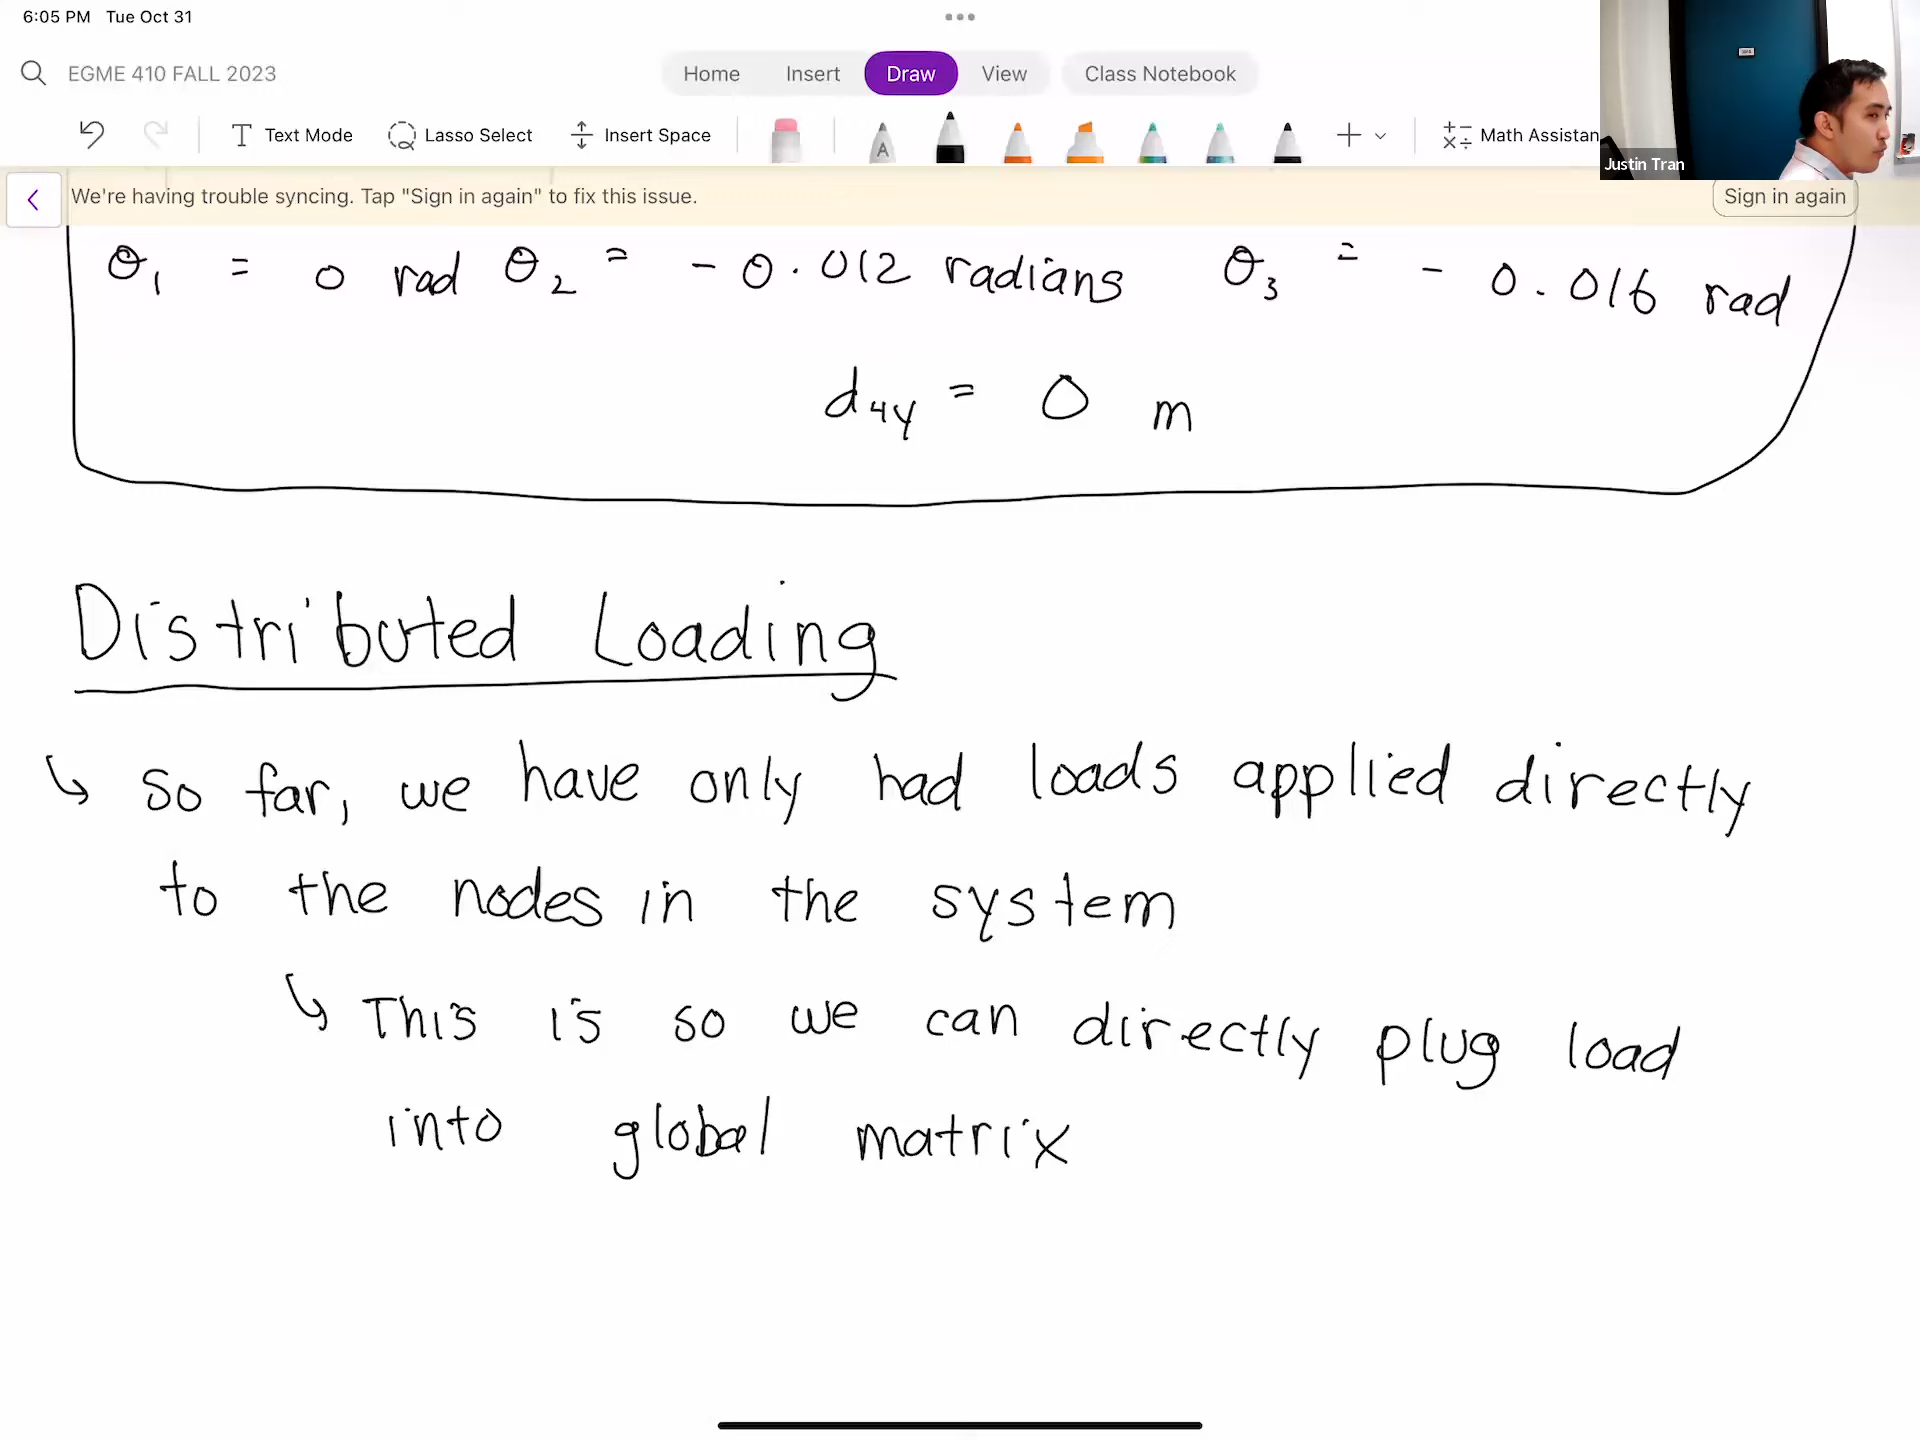 6:05 PM Tue Oct 31
EGME 410 FALL 2023
Home Insert Draw View Class Notebook
Text Mode Lasso Select Insert Space A Math Assistan
Justin Tran
We're having trouble syncing. Tap "Sign in again" to fix this issue. Sign in again
θ₁ = 0 rad θ₂ = - 0.012 radians θ₃ = - 0.016 rad
d₄y = 0 m
Distributed Loading
↳ So far, we have only had loads applied directly
to the nodes in the system
↳ This is so we can directly plug load
into global matrix